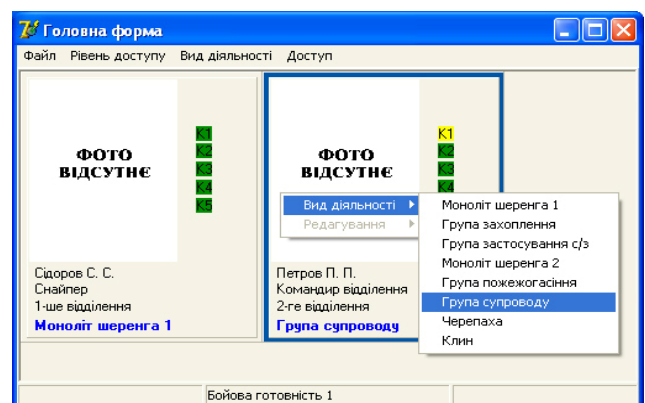 Головна форма
Файл Рівень доступу Вид діяльності Доступ
ФОТО
ВІДСУТНЄ
K1
K2
K3
K4
K5
Сідоров С. С.
Снайпер
1-ше відділення
Моноліт шеренга 1
ФОТО
ВІДСУТНЄ
K1
K2
K3
K4
Петров П. П.
Командир відділення
2-ге відділення
Група супроводу
Вид діяльності
Редагування
Моноліт шеренга 1
Група захоплення
Група застосування с/з
Моноліт шеренга 2
Група пожежогасіння
Група супроводу
Черепаха
Клин
Бойова готовність 1